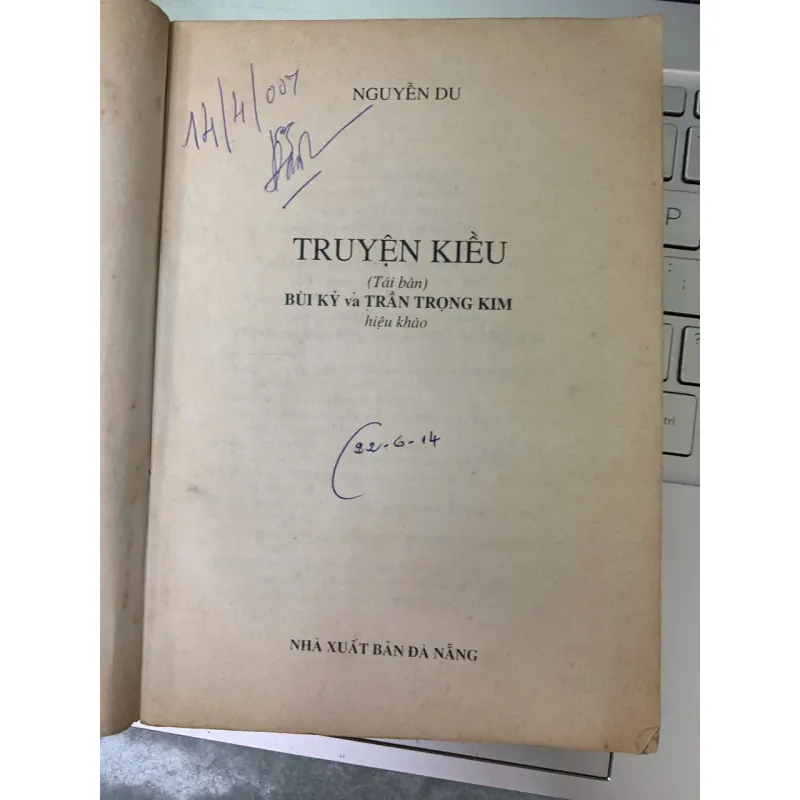 14/4/007
NGUYỄN DU
TRUYỆN KIỀU
(Tái bản)
BÙI KỶ và TRẦN TRỌNG KIM
hiệu khảo
22-6-14
NHÀ XUẤT BẢN ĐÀ NẴNG
P
ctrl